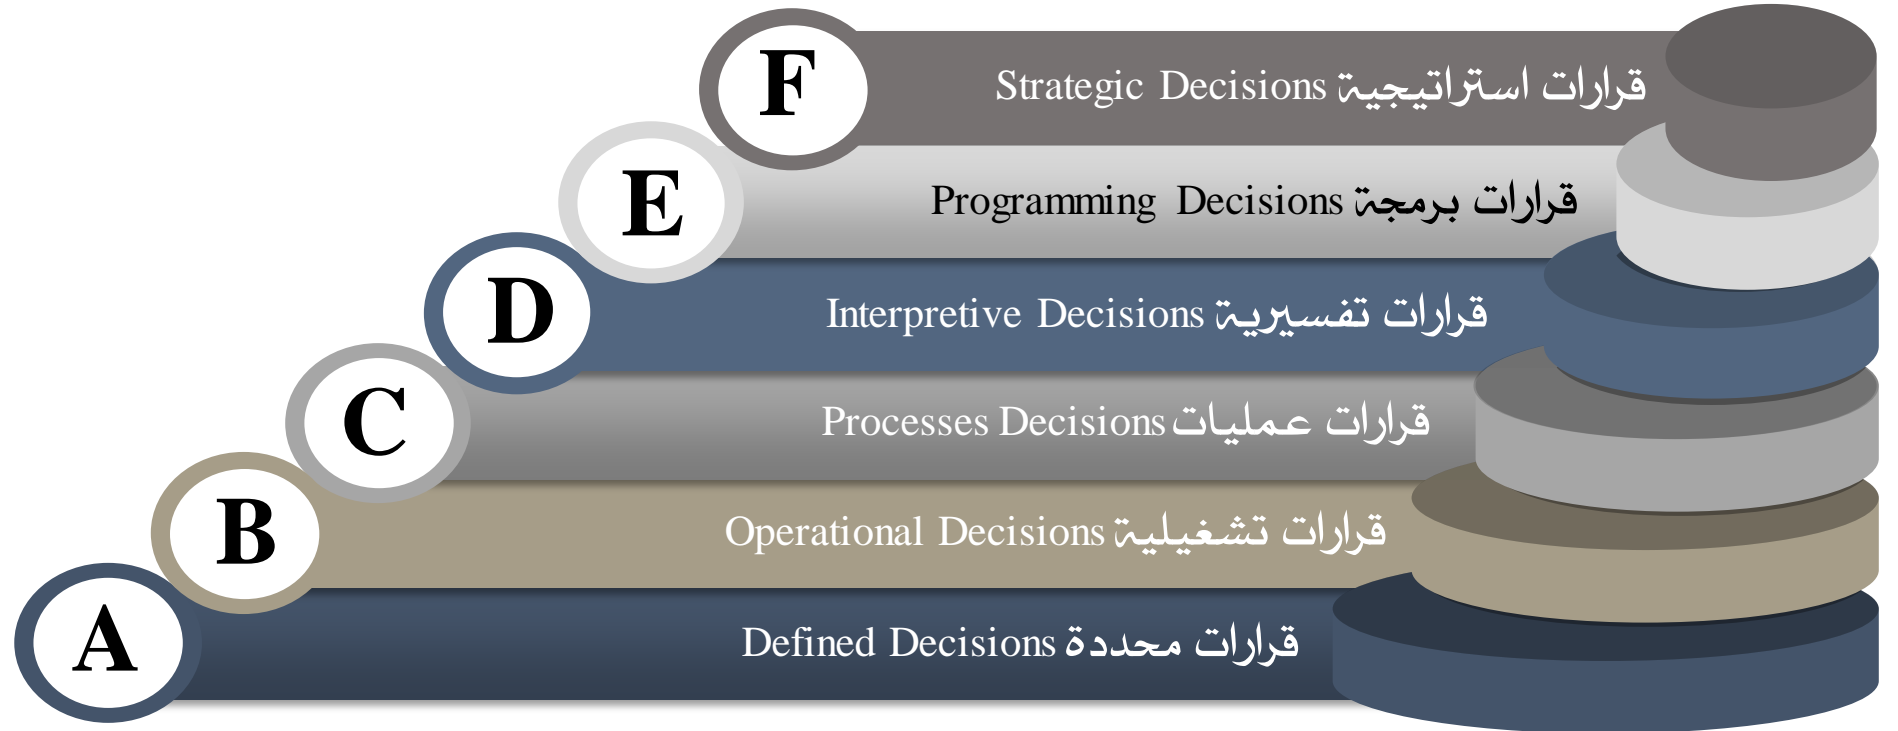 F
قرارات استراتيجية Strategic Decisions
E
قرارات برمجة Programming Decisions
D
قرارات تفسيرية Interpretive Decisions
C
قرارات عمليات Processes Decisions
B
قرارات تشغيلية Operational Decisions
A
قرارات محددة Defined Decisions